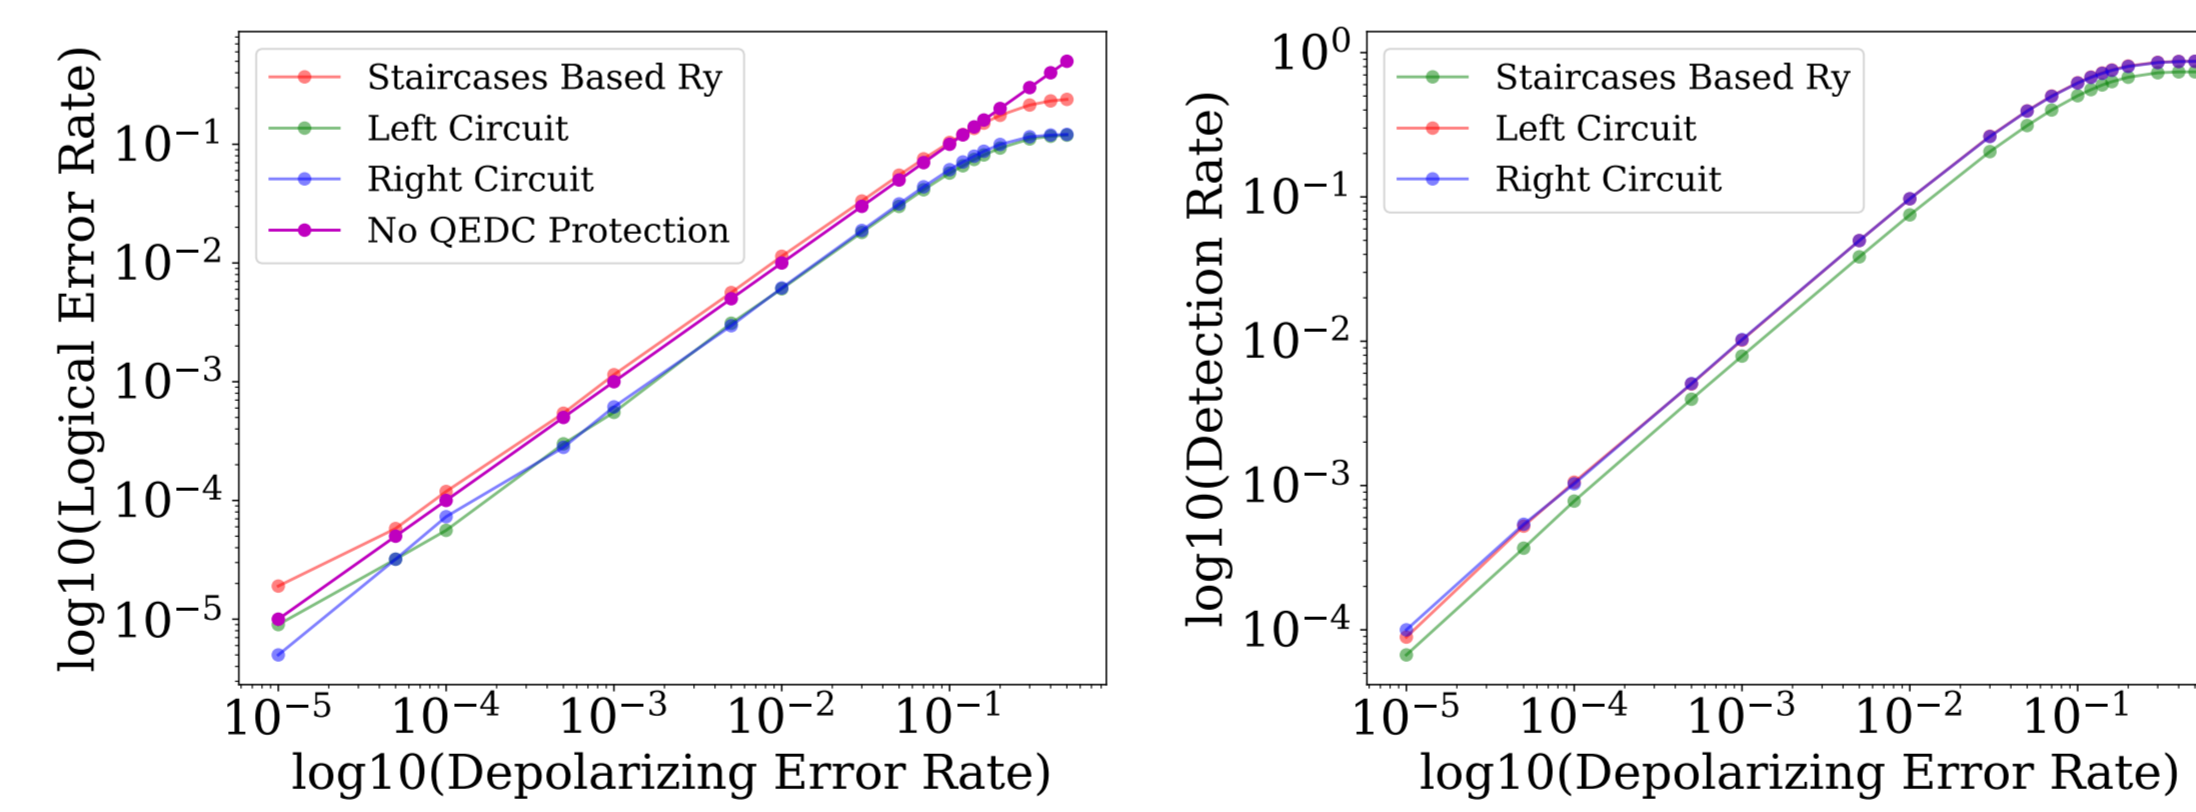 log10(Logical Error Rate)
10⁻¹
10⁻²
10⁻³
10⁻⁴
10⁻⁵
Staircases Based Ry
Left Circuit
Right Circuit
No QEDC Protection
10⁻⁵ 10⁻⁴ 10⁻³ 10⁻² 10⁻¹
log10(Depolarizing Error Rate)
log10(Detection Rate)
10⁰
10⁻¹
10⁻²
10⁻³
10⁻⁴
Staircases Based Ry
Left Circuit
Right Circuit
10⁻⁵ 10⁻⁴ 10⁻³ 10⁻² 10⁻¹
log10(Depolarizing Error Rate)